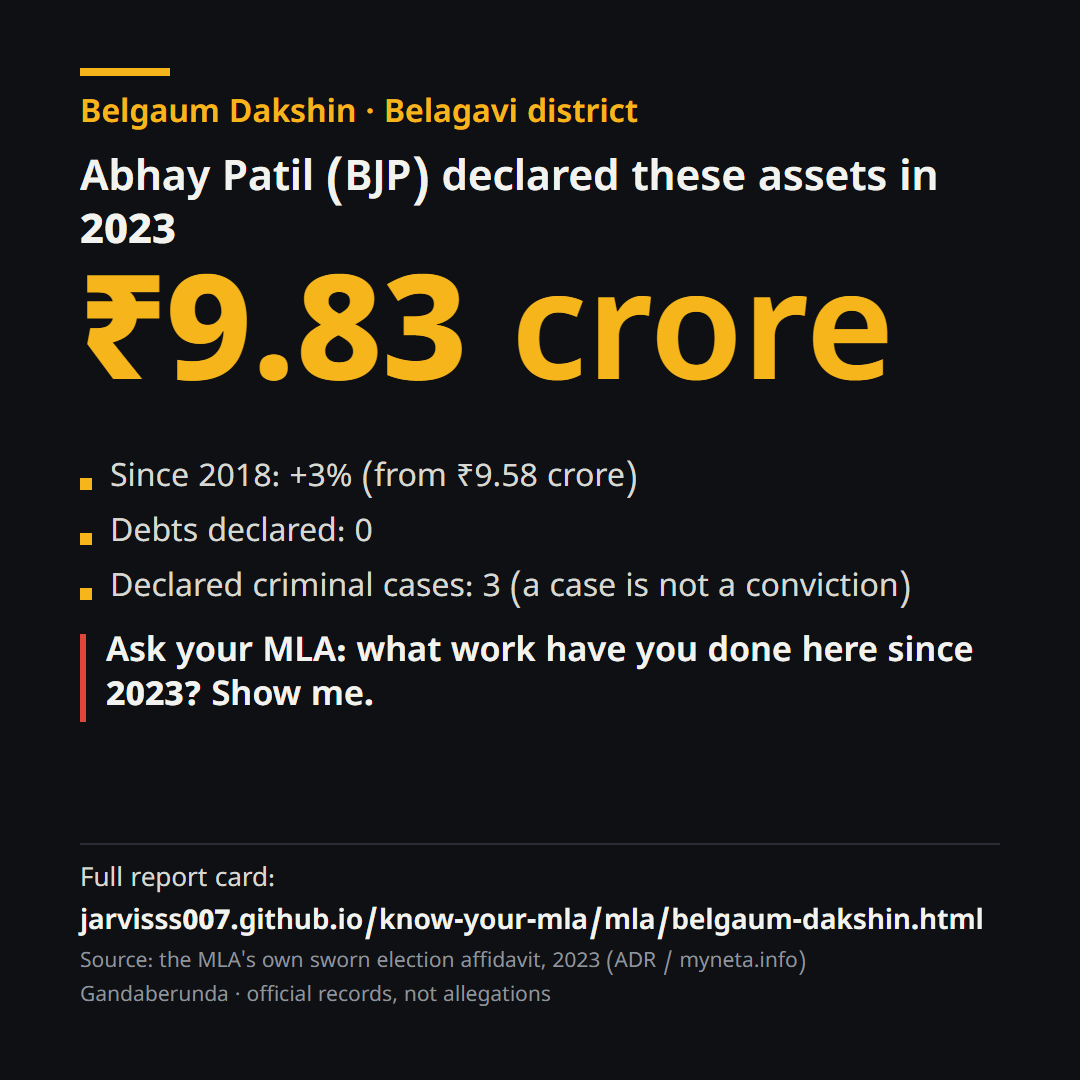 Belgaum Dakshin · Belagavi district
Abhay Patil (BJP) declared these assets in
2023
₹9.83 crore
Since 2018: +3% (from ₹9.58 crore)
Debts declared: 0
Declared criminal cases: 3 (a case is not a conviction)
Ask your MLA: what work have you done here since
2023? Show me.
Full report card:
jarvisss007.github.io/know-your-mla/mla/belgaum-dakshin.html
Source: the MLA's own sworn election affidavit, 2023 (ADR / myneta.info)
Gandaberunda · official records, not allegations